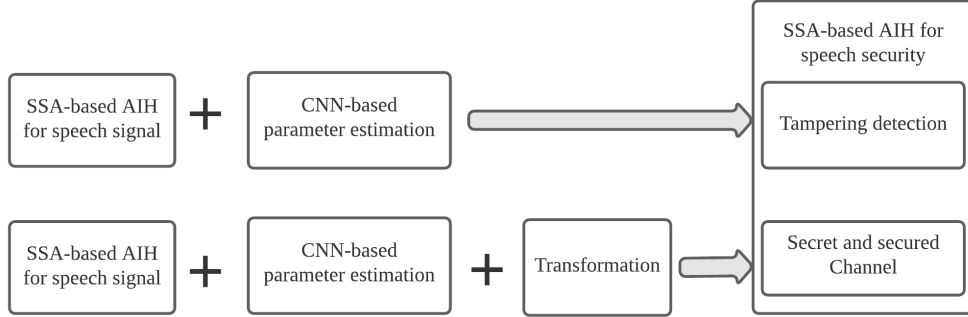 SSA-based AIH for
speech security
SSA-based AIH
for speech signal
+
CNN-based
parameter estimation
Tampering detection
SSA-based AIH
for speech signal
+
CNN-based
parameter estimation
+
Transformation
Secret and secured
Channel